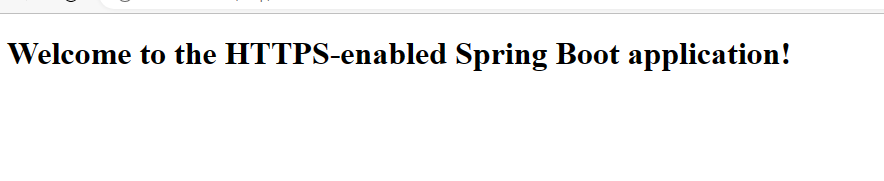 Welcome to the HTTPS-enabled Spring Boot application!